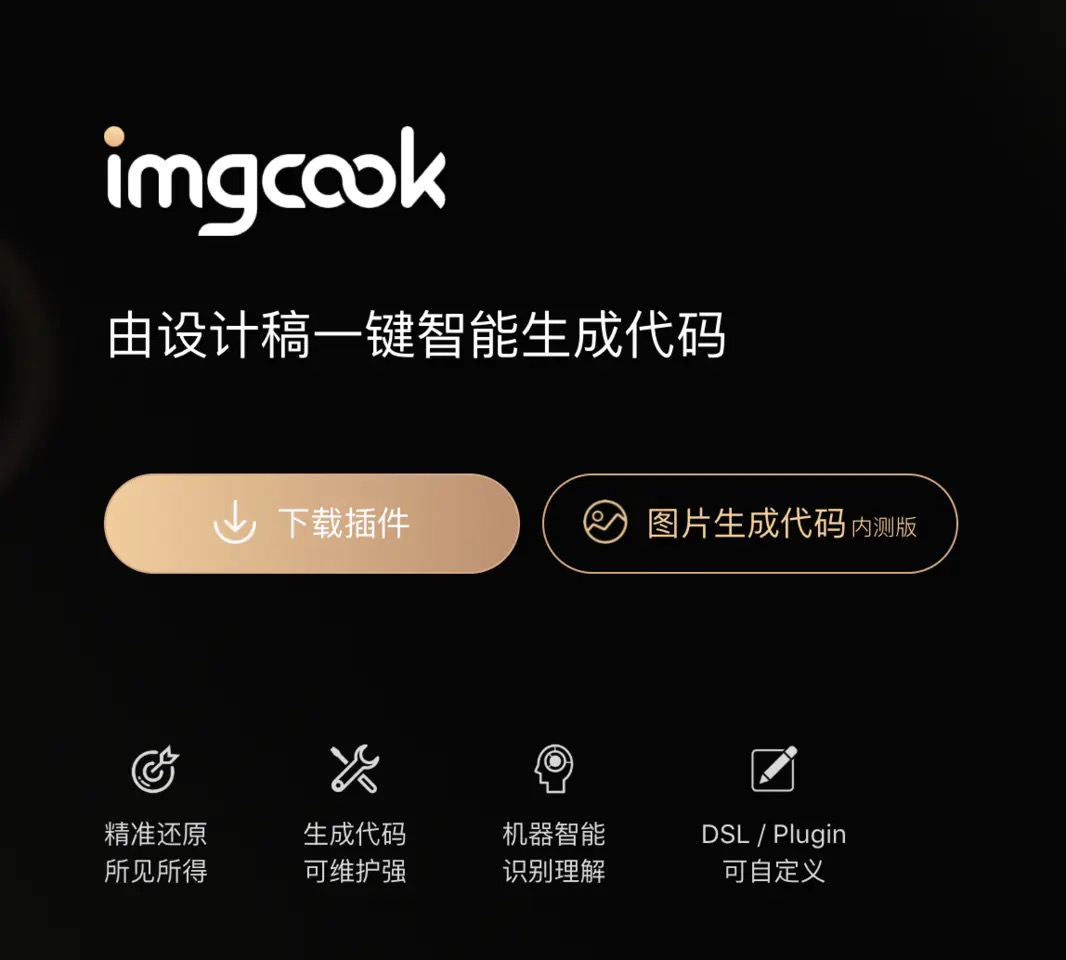 imgcook
由设计稿一键智能生成代码
下载插件
图片生成代码 内测版
精准还原
所见所得
生成代码
可维护强
机器智能
识别理解
DSL / Plugin
可自定义